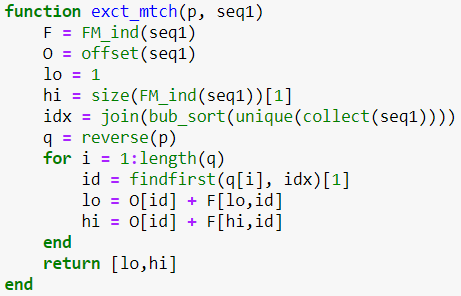 function exct_mtch(p, seq1)
    F = FM_ind(seq1)
    O = offset(seq1)
    lo = 1
    hi = size(FM_ind(seq1))[1]
    idx = join(bub_sort(unique(collect(seq1))))
    q = reverse(p)
    for i = 1:length(q)
        id = findfirst(q[i], idx)[1]
        lo = O[id] + F[lo,id]
        hi = O[id] + F[hi,id]
    end
    return [lo,hi]
end